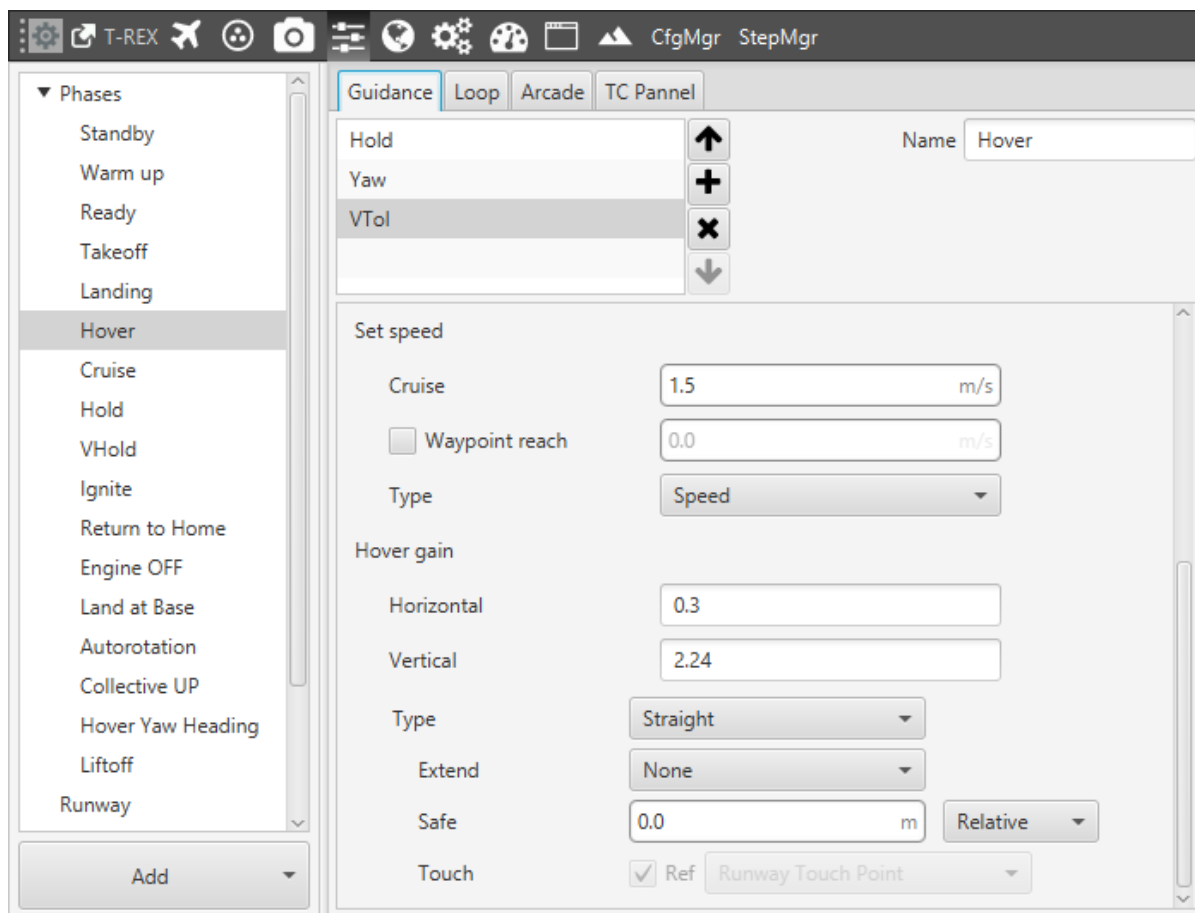 T-REX CfgMgr StepMgr
Phases
Standby
Warm up
Ready
Takeoff
Landing
Hover
Cruise
Hold
VHold
Ignite
Return to Home
Engine OFF
Land at Base
Autorotation
Collective UP
Hover Yaw Heading
Liftoff
Runway
Add
Guidance Loop Arcade TC Pannel
Hold
Yaw
VTol
Name Hover
Set speed
Cruise 1.5 m/s
Waypoint reach 0.0 m/s
Type Speed
Hover gain
Horizontal 0.3
Vertical 2.24
Type Straight
Extend None
Safe 0.0 m Relative
Touch Ref Runway Touch Point